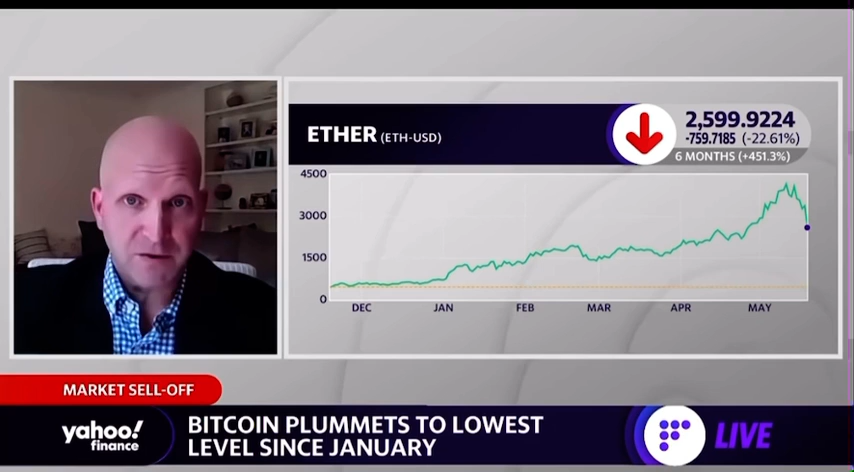 ETHER (ETH-USD)
2,599.9224
-759.7185 (-22.61%)
6 MONTHS (+451.3%)
4500
3000
1500
0
DEC JAN FEB MAR APR MAY
MARKET SELL-OFF
yahoo!
finance
BITCOIN PLUMMETS TO LOWEST
LEVEL SINCE JANUARY
LIVE